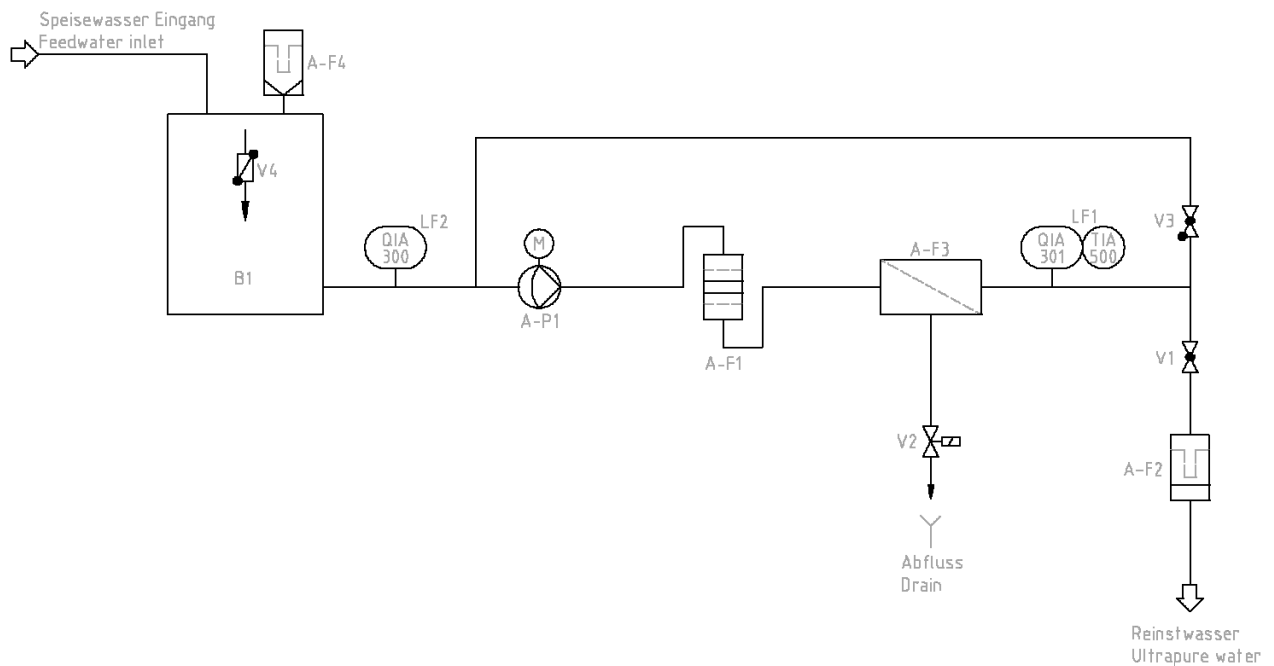 Speisewasser Eingang
Feedwater inlet
A-F4
V4
B1
LF2
QIA
300
M
A-P1
A-F1
A-F3
LF1
QIA
301
TIA
500
V3
V1
V2
A-F2
Abfluss
Drain
Reinstwasser
Ultrapure water